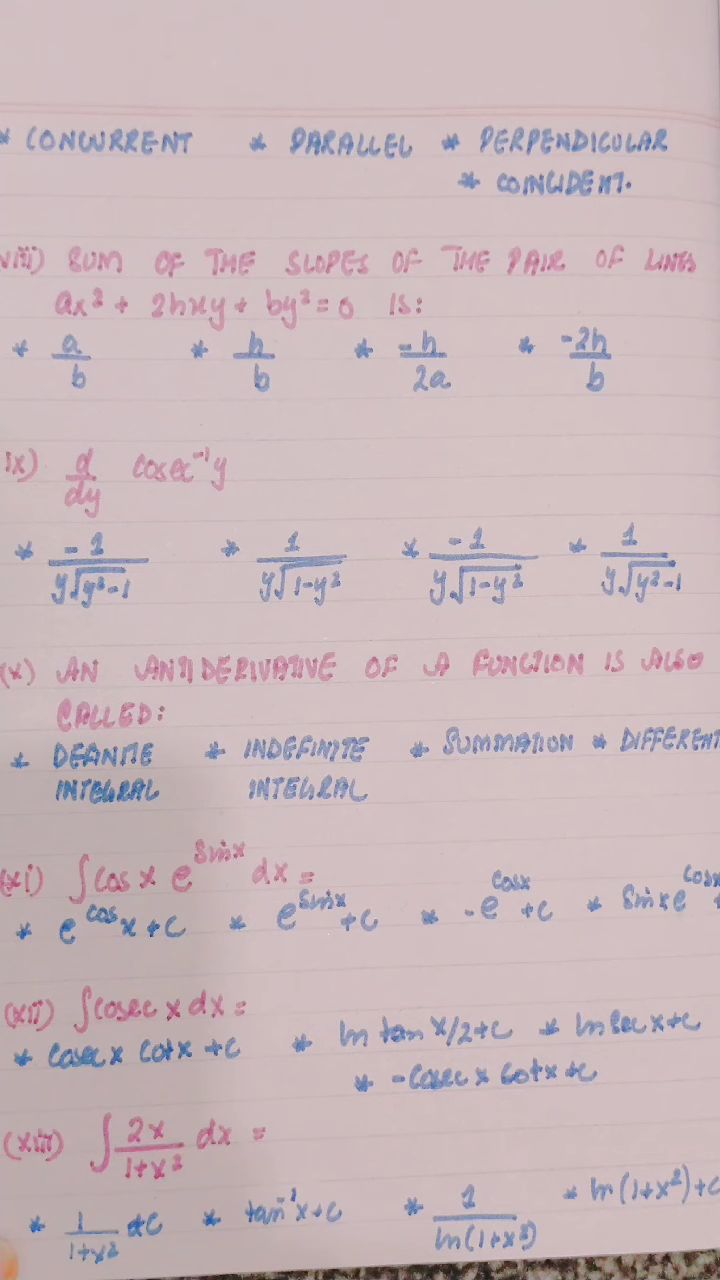 * CONCURRENT * PARALLEL * PERPENDICULAR
* COINCIDENT.
viii) SUM OF THE SLOPES OF THE PAIR OF LINES
ax² + 2hxy + by² = 0 IS:
* a/b * h/b * -h/2a * -2h/b
ix) d/dy cosec⁻¹y
* -1/y√(y²-1) * 1/y√(1-y²) * -1/y√(1-y²) * 1/y√(y²-1)
(x) AN ANTIDERIVATIVE OF A FUNCTION IS ALSO
CALLED:
* DEFINITE * INDEFINITE * SUMMATION * DIFFERENT
INTEGRAL INTEGRAL
(xi) ∫cos x e^sinx dx =
* e^cos x + c * e^sinx + c * -e^cosx + c * sin x e^cosx +
(xii) ∫cosec x dx =
* cosec x cot x + c * ln tan x/2 + c * ln sec x + c
* -cosec x cot x + c
(xiii) ∫ 2x/1+x² dx =
* 1/1+x² + c * tan⁻¹x + c * 1/ln(1+x²) * ln(1+x²) + c